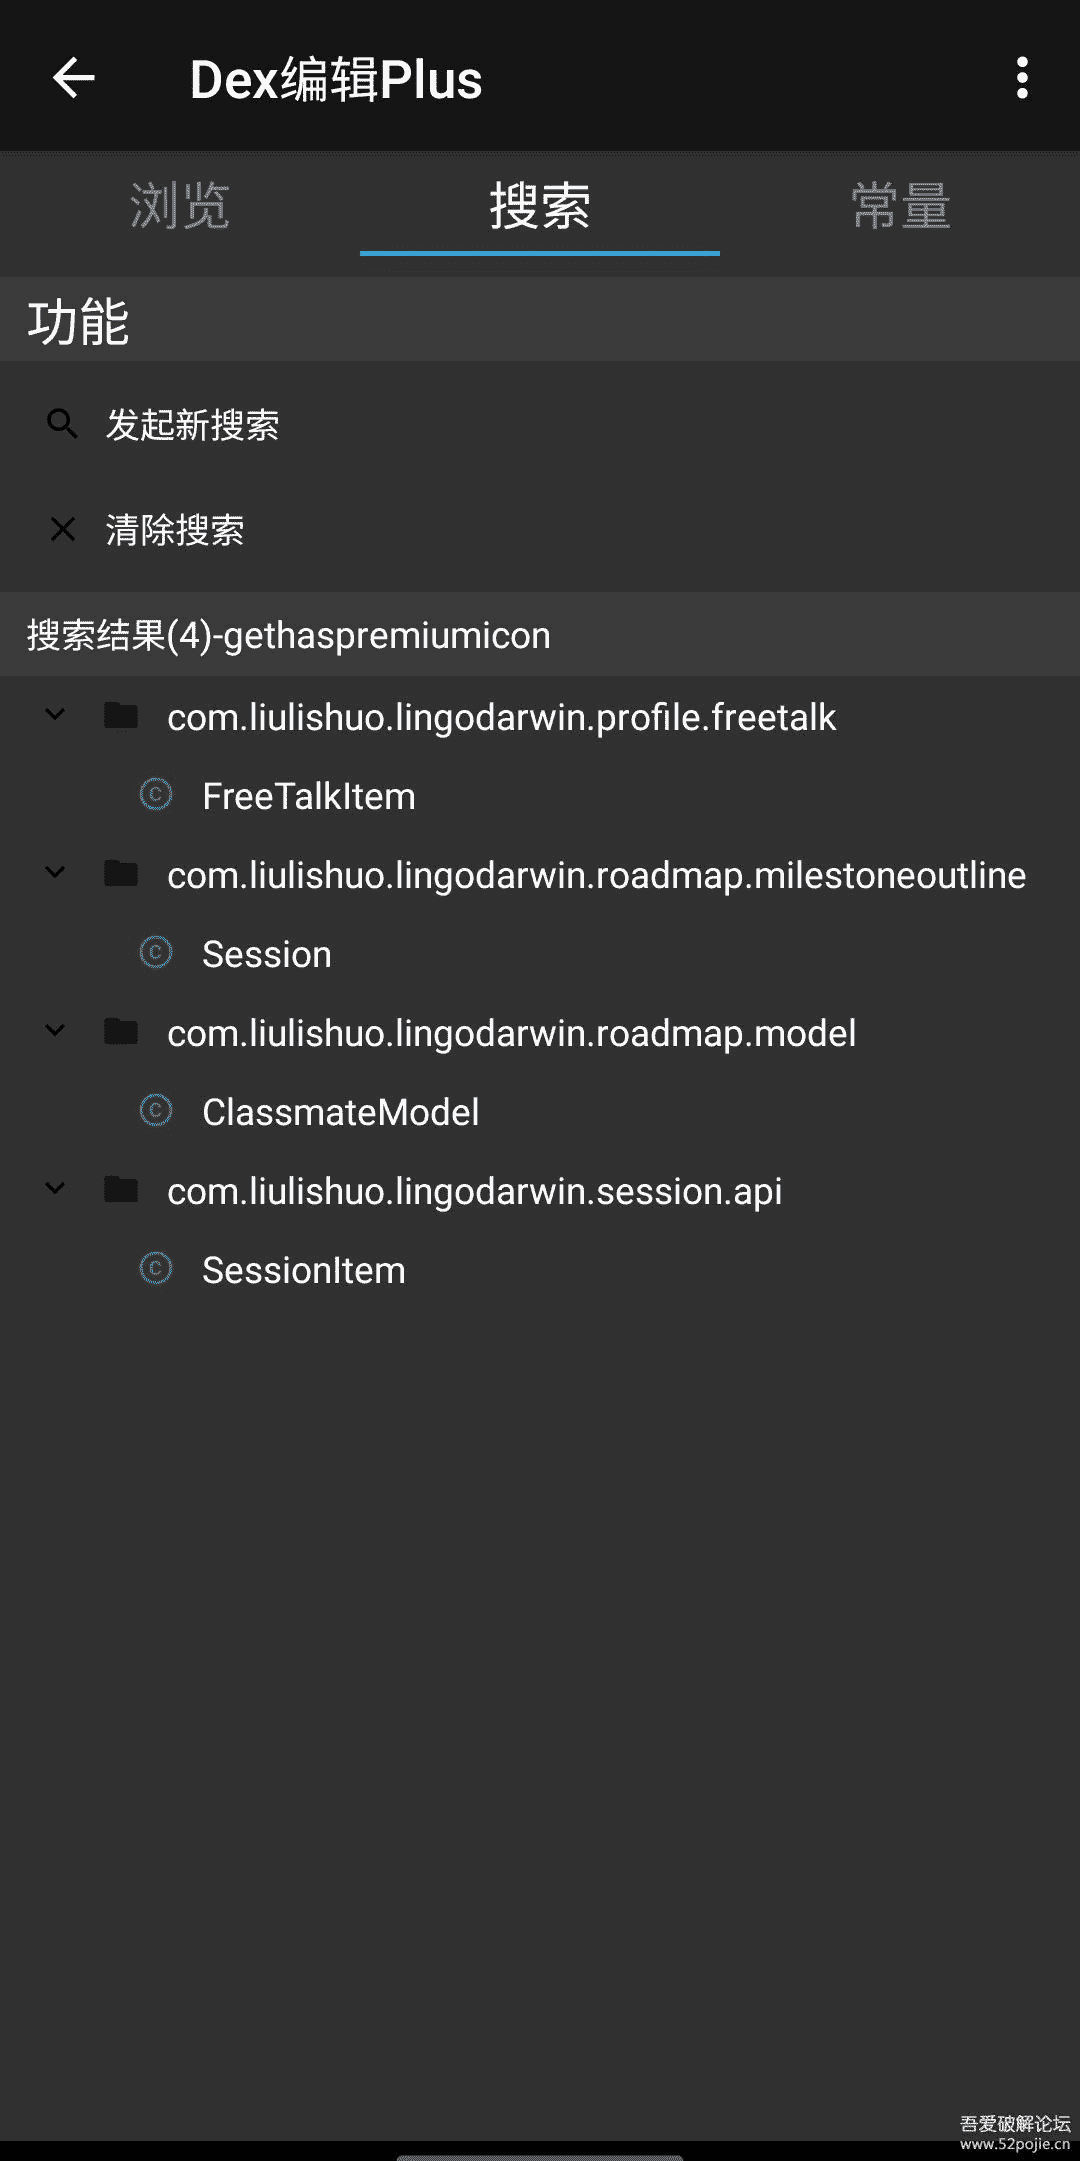 Dex编辑Plus
浏览 搜索 常量
功能
发起新搜索
清除搜索
搜索结果(4)-gethaspremiumicon
com.liulishuo.lingodarwin.profile.freetalk
C FreeTalkItem
com.liulishuo.lingodarwin.roadmap.milestoneoutline
C Session
com.liulishuo.lingodarwin.roadmap.model
C ClassmateModel
com.liulishuo.lingodarwin.session.api
C SessionItem
吾爱破解论坛
www.52pojie.cn